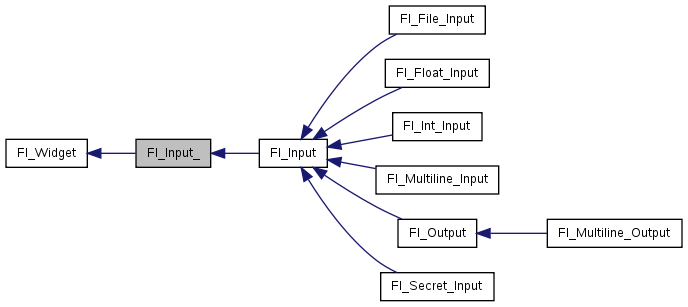 Fl_File_Input
Fl_Float_Input
Fl_Int_Input
Fl_Widget
Fl_Input_
Fl_Input
Fl_Multiline_Input
Fl_Output
Fl_Multiline_Output
Fl_Secret_Input